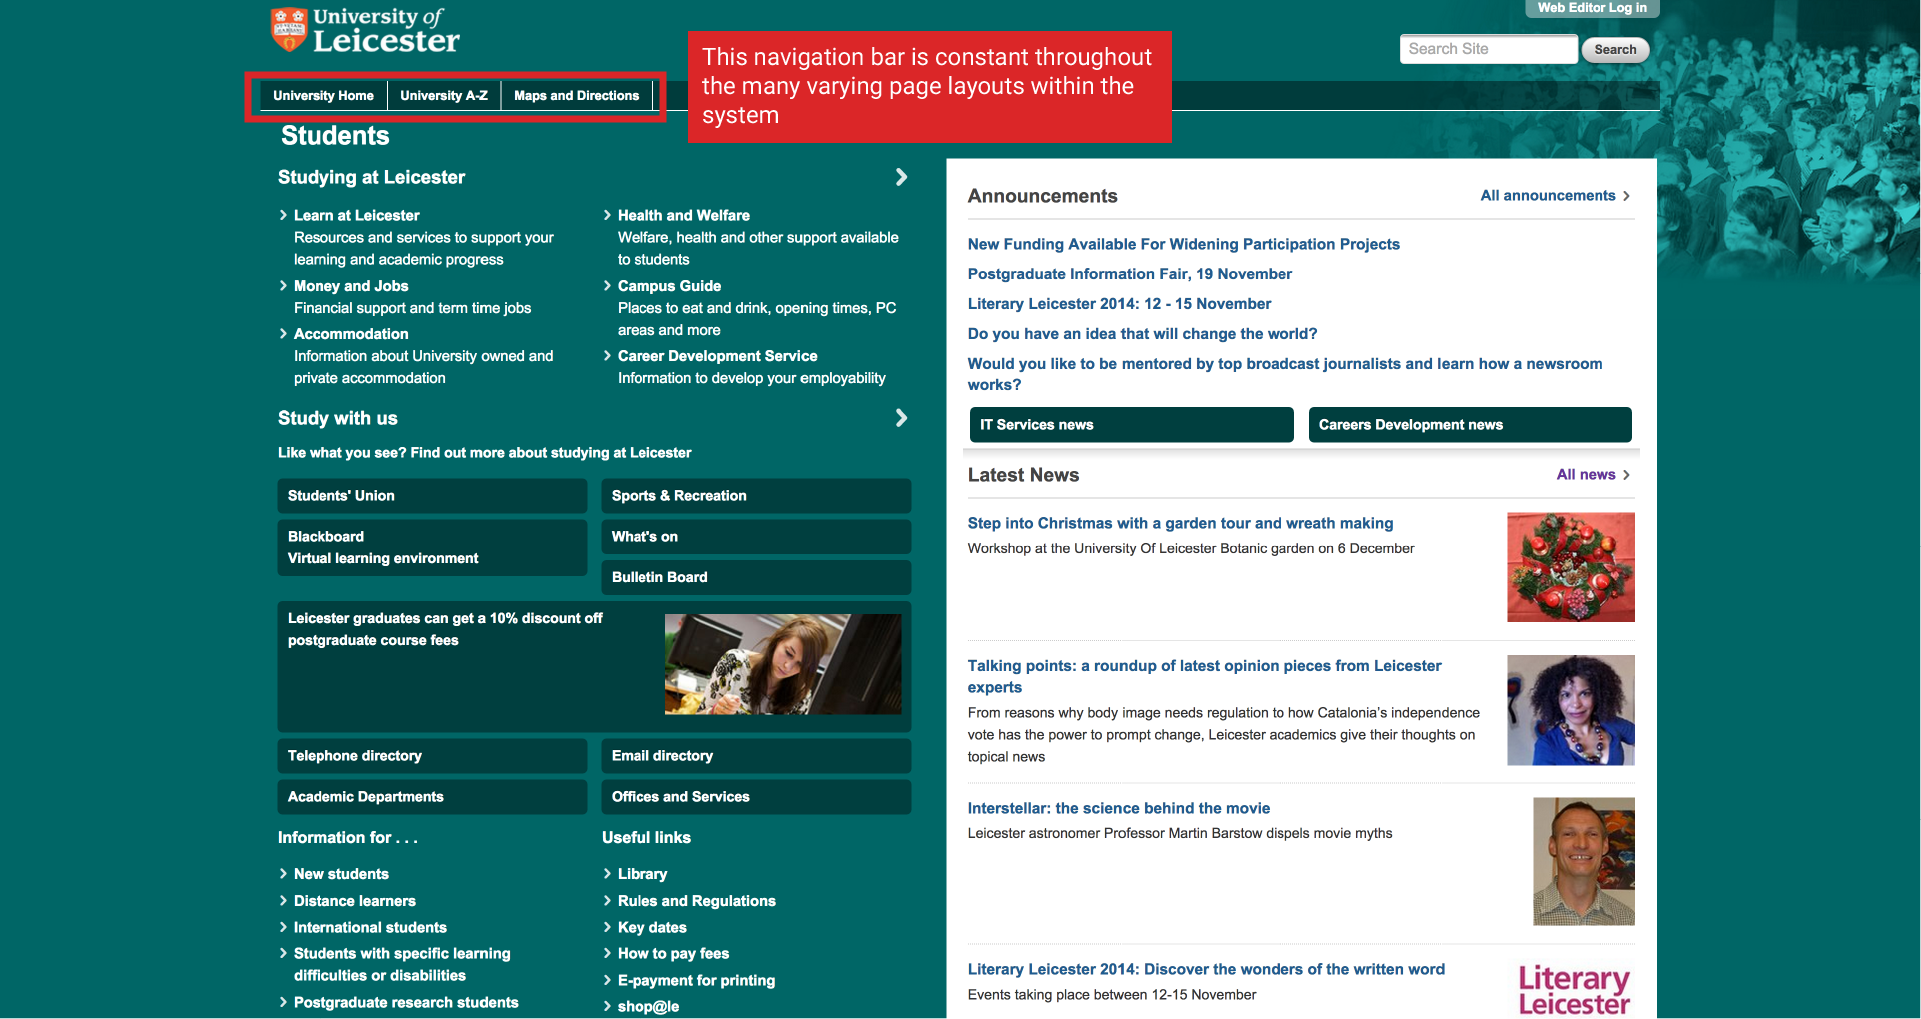 University of
Leicester
Web Editor Log in
Search Site
Search
This navigation bar is constant throughout
the many varying page layouts within the
system
University Home
University A-Z
Maps and Directions
Students
Studying at Leicester
Learn at Leicester
Resources and services to support your
learning and academic progress
Money and Jobs
Financial support and term time jobs
Accommodation
Information about University owned and
private accommodation
Health and Welfare
Welfare, health and other support available
to students
Campus Guide
Places to eat and drink, opening times, PC
areas and more
Career Development Service
Information to develop your employability
Study with us
Like what you see? Find out more about studying at Leicester
Students' Union
Blackboard
Virtual learning environment
Sports & Recreation
What's on
Bulletin Board
Leicester graduates can get a 10% discount off
postgraduate course fees
Telephone directory
Email directory
Academic Departments
Offices and Services
Information for . . .
New students
Distance learners
International students
Students with specific learning
difficulties or disabilities
Postgraduate research students
Useful links
Library
Rules and Regulations
Key dates
How to pay fees
E-payment for printing
shop@le
Announcements
All announcements
New Funding Available For Widening Participation Projects
Postgraduate Information Fair, 19 November
Literary Leicester 2014: 12 - 15 November
Do you have an idea that will change the world?
Would you like to be mentored by top broadcast journalists and learn how a newsroom
works?
IT Services news
Careers Development news
Latest News
All news
Step into Christmas with a garden tour and wreath making
Workshop at the University Of Leicester Botanic garden on 6 December
Talking points: a roundup of latest opinion pieces from Leicester
experts
From reasons why body image needs regulation to how Catalonia's independence
vote has the power to prompt change, Leicester academics give their thoughts on
topical news
Interstellar: the science behind the movie
Leicester astronomer Professor Martin Barstow dispels movie myths
Literary Leicester 2014: Discover the wonders of the written word
Events taking place between 12-15 November
Literary
Leicester